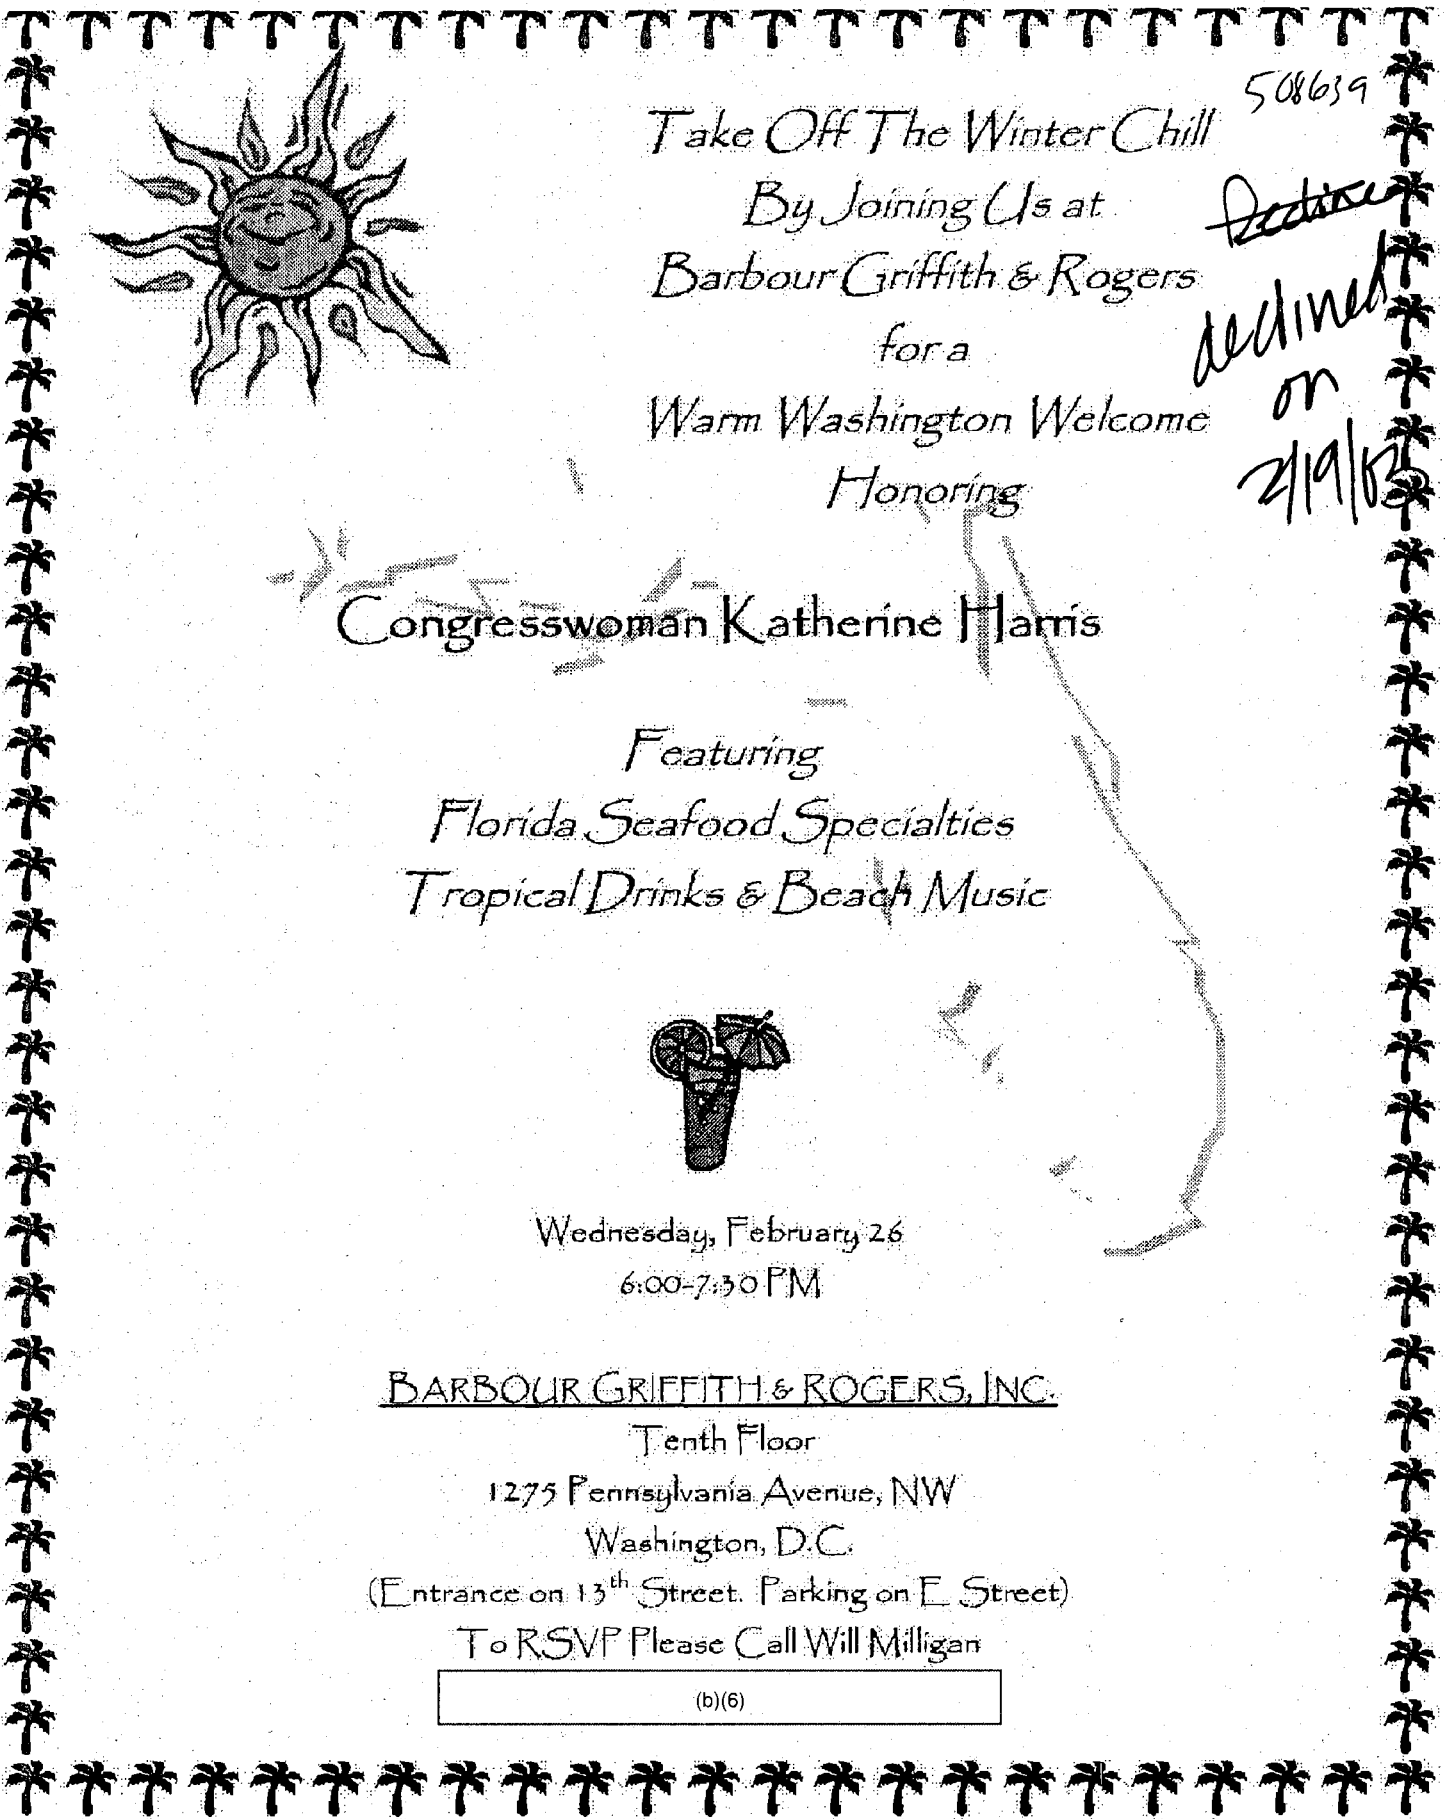 508639
Take Off The Winter Chill
By Joining Us at
Decline
Barbour Griffith & Rogers
declined
for a
on
Warm Washington Welcome
2/19/03
Honoring
Congresswoman Katherine Harris
Featuring
Florida Seafood Specialties
Tropical Drinks & Beach Music
Wednesday, February 26
6:00-7:30 PM
BARBOUR GRIFFITH & ROGERS, INC.
Tenth Floor
1275 Pennsylvania Avenue, NW
Washington, D.C.
(Entrance on 13th Street. Parking on E Street)
To RSVP Please Call Will Milligan
(b)(6)